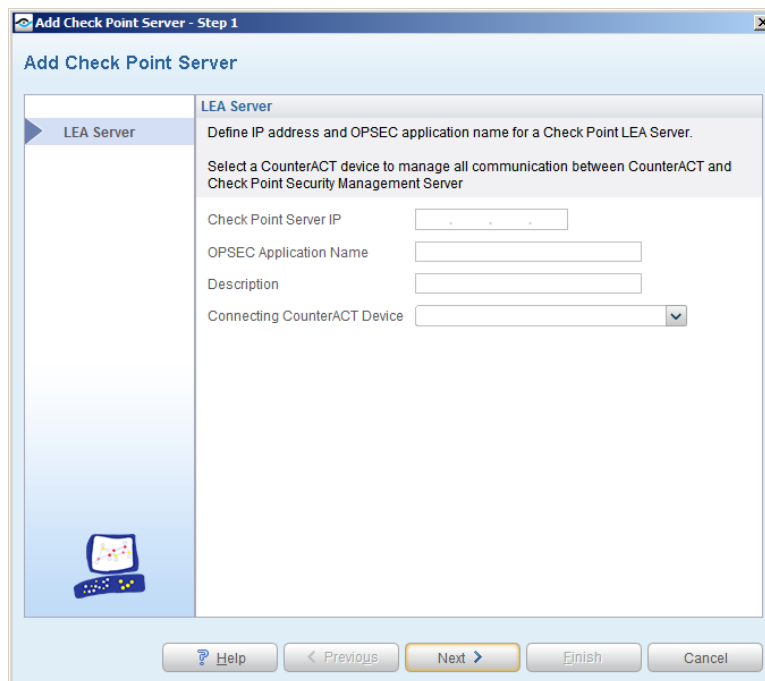 Add Check Point Server - Step 1
Add Check Point Server
LEA Server
LEA Server
Define IP address and OPSEC application name for a Check Point LEA Server.
Select a CounterACT device to manage all communication between CounterACT and
Check Point Security Management Server
Check Point Server IP
OPSEC Application Name
Description
Connecting CounterACT Device
Help
Previous
Next
Finish
Cancel